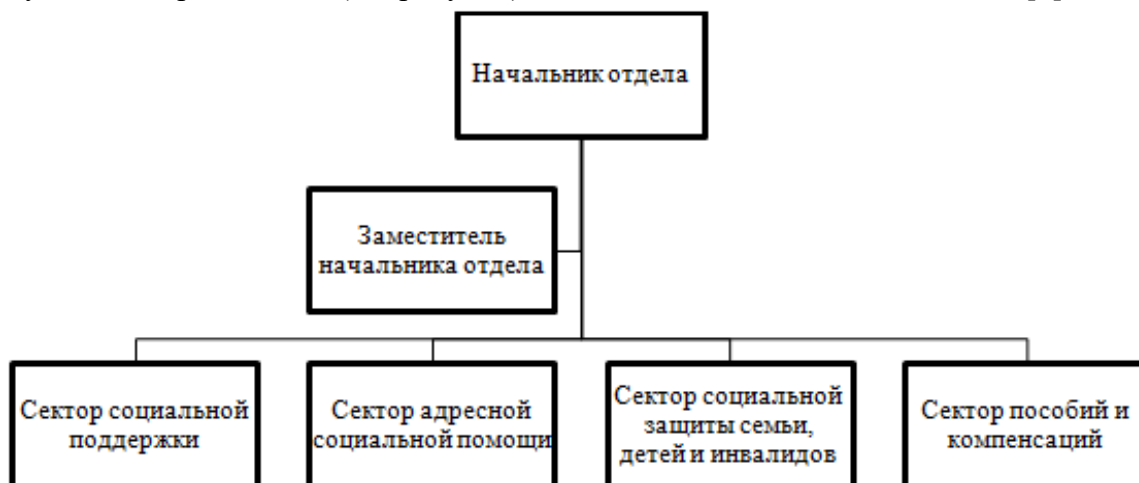 Начальник отдела
Заместитель
начальника отдела
Сектор социальной
поддержки
Сектор адресной
социальной помощи
Сектор социальной
защиты семьи,
детей и инвалидов
Сектор пособий и
компенсаций